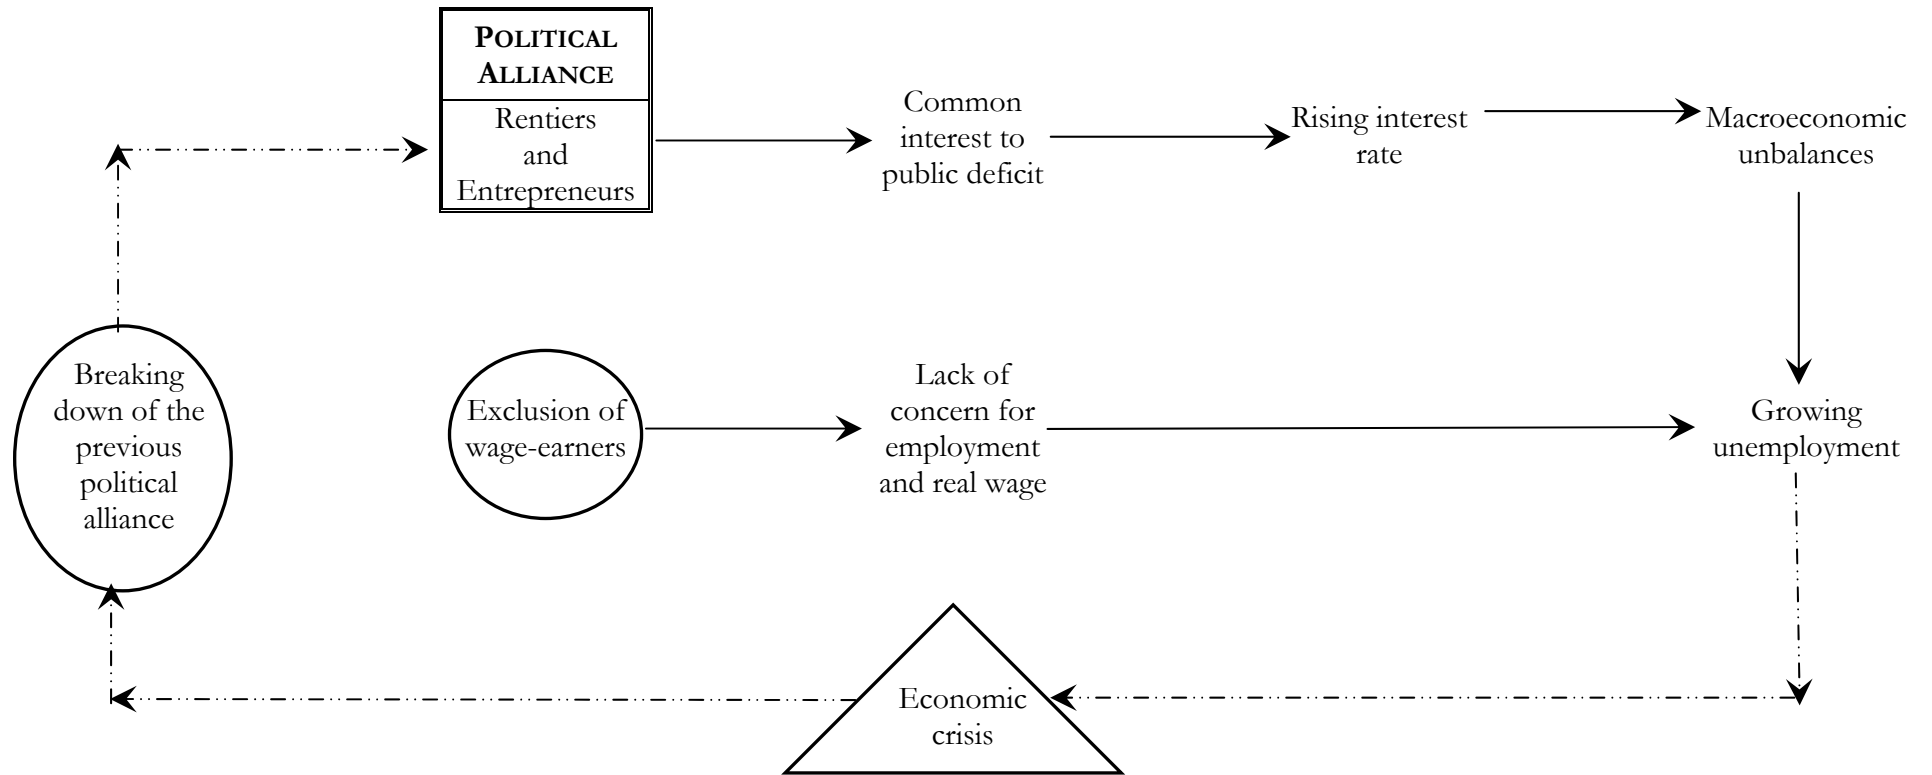 POLITICAL
ALLIANCE
Rentiers
and
Entrepreneurs
Common
interest to
public deficit
Rising interest
rate
Macroeconomic
unbalances
Breaking
down of the
previous
political
alliance
Exclusion of
wage-earners
Lack of
concern for
employment
and real wage
Growing
unemployment
Economic
crisis